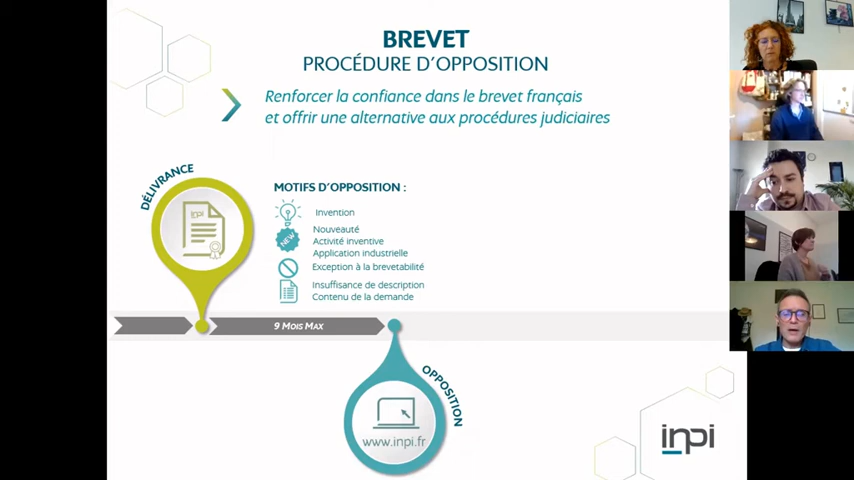 BREVET
PROCÉDURE D'OPPOSITION
Renforcer la confiance dans le brevet français
et offrir une alternative aux procédures judiciaires
DÉLIVRANCE
inpi
MOTIFS D'OPPOSITION :
Invention
NEW
Nouveauté
Activité inventive
Application industrielle
Exception à la brevetabilité
Insuffisance de description
Contenu de la demande
9 MOIS MAX
OPPOSITION
www.inpi.fr
inpi